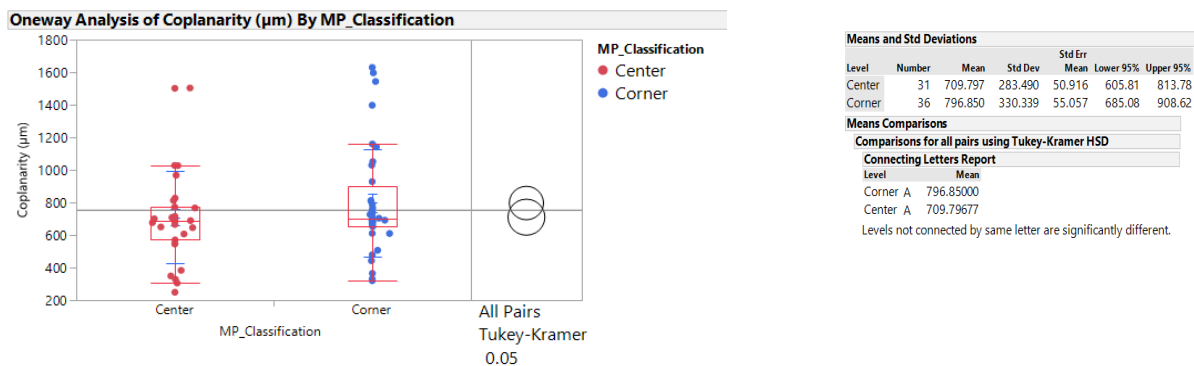 Oneway Analysis of Coplanarity (µm) By MP_Classification
1800
1600
1400
1200
1000
800
600
400
200
Coplanarity (µm)
Center
Corner
MP_Classification
All Pairs
Tukey-Kramer
0.05
MP_Classification
Center
Corner
Means and Std Deviations
Std Err
Level Number Mean Std Dev Mean Lower 95% Upper 95%
Center 31 709.797 283.490 50.916 605.81 813.78
Corner 36 796.850 330.339 55.057 685.08 908.62
Means Comparisons
Comparisons for all pairs using Tukey-Kramer HSD
Connecting Letters Report
Level Mean
Corner A 796.85000
Center A 709.79677
Levels not connected by same letter are significantly different.